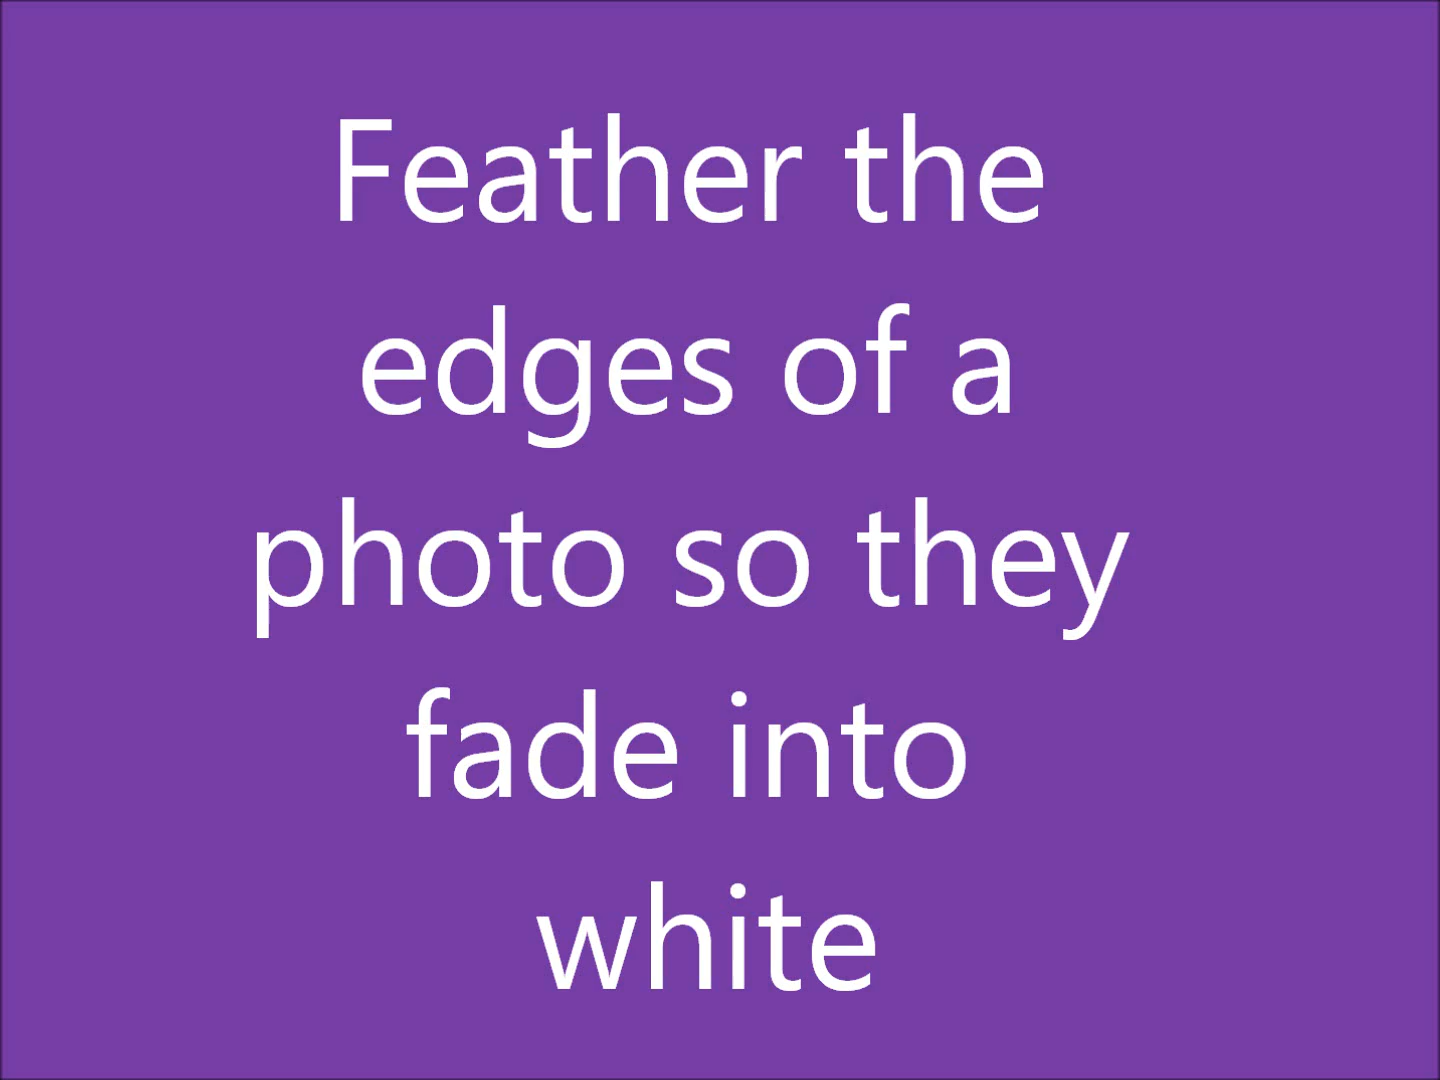 Feather the
edges of a
photo so they
fade into
white